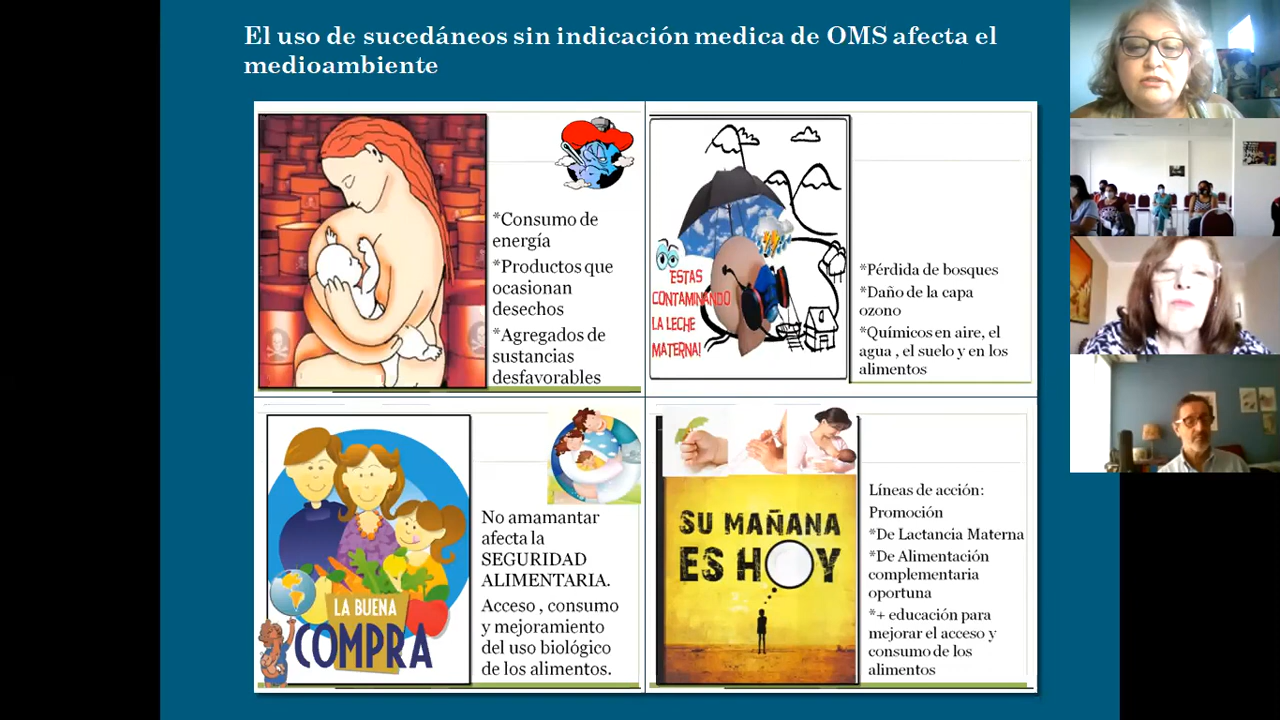 El uso de sucedáneos sin indicación medica de OMS afecta el
medioambiente
*Consumo de
energía
*Productos que
ocasionan
desechos
*Agregados de
sustancias
desfavorables
ESTAS
CONTAMINANDO
LA LECHE
MATERNA!
*Pérdida de bosques
*Daño de la capa
ozono
*Químicos en aire, el
agua , el suelo y en los
alimentos
LA BUENA
COMPRA
No amamantar
afecta la
SEGURIDAD
ALIMENTARIA.
Acceso , consumo
y mejoramiento
del uso biológico
de los alimentos.
SU MAÑANA
ES HOY
Líneas de acción:
Promoción
*De Lactancia Materna
*De Alimentación
complementaria
oportuna
*+ educación para
mejorar el acceso y
consumo de los
alimentos